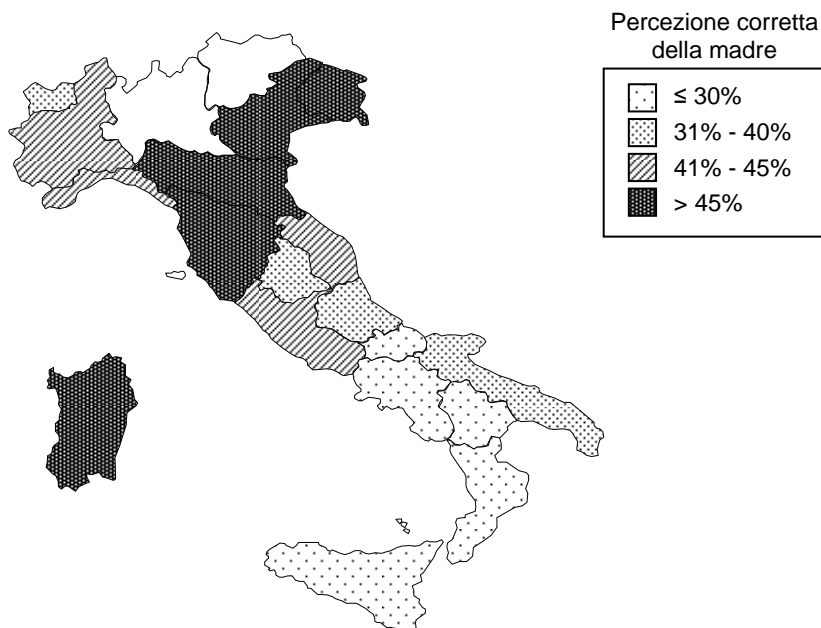 Percezione corretta
della madre
≤ 30%
31% - 40%
41% - 45%
> 45%